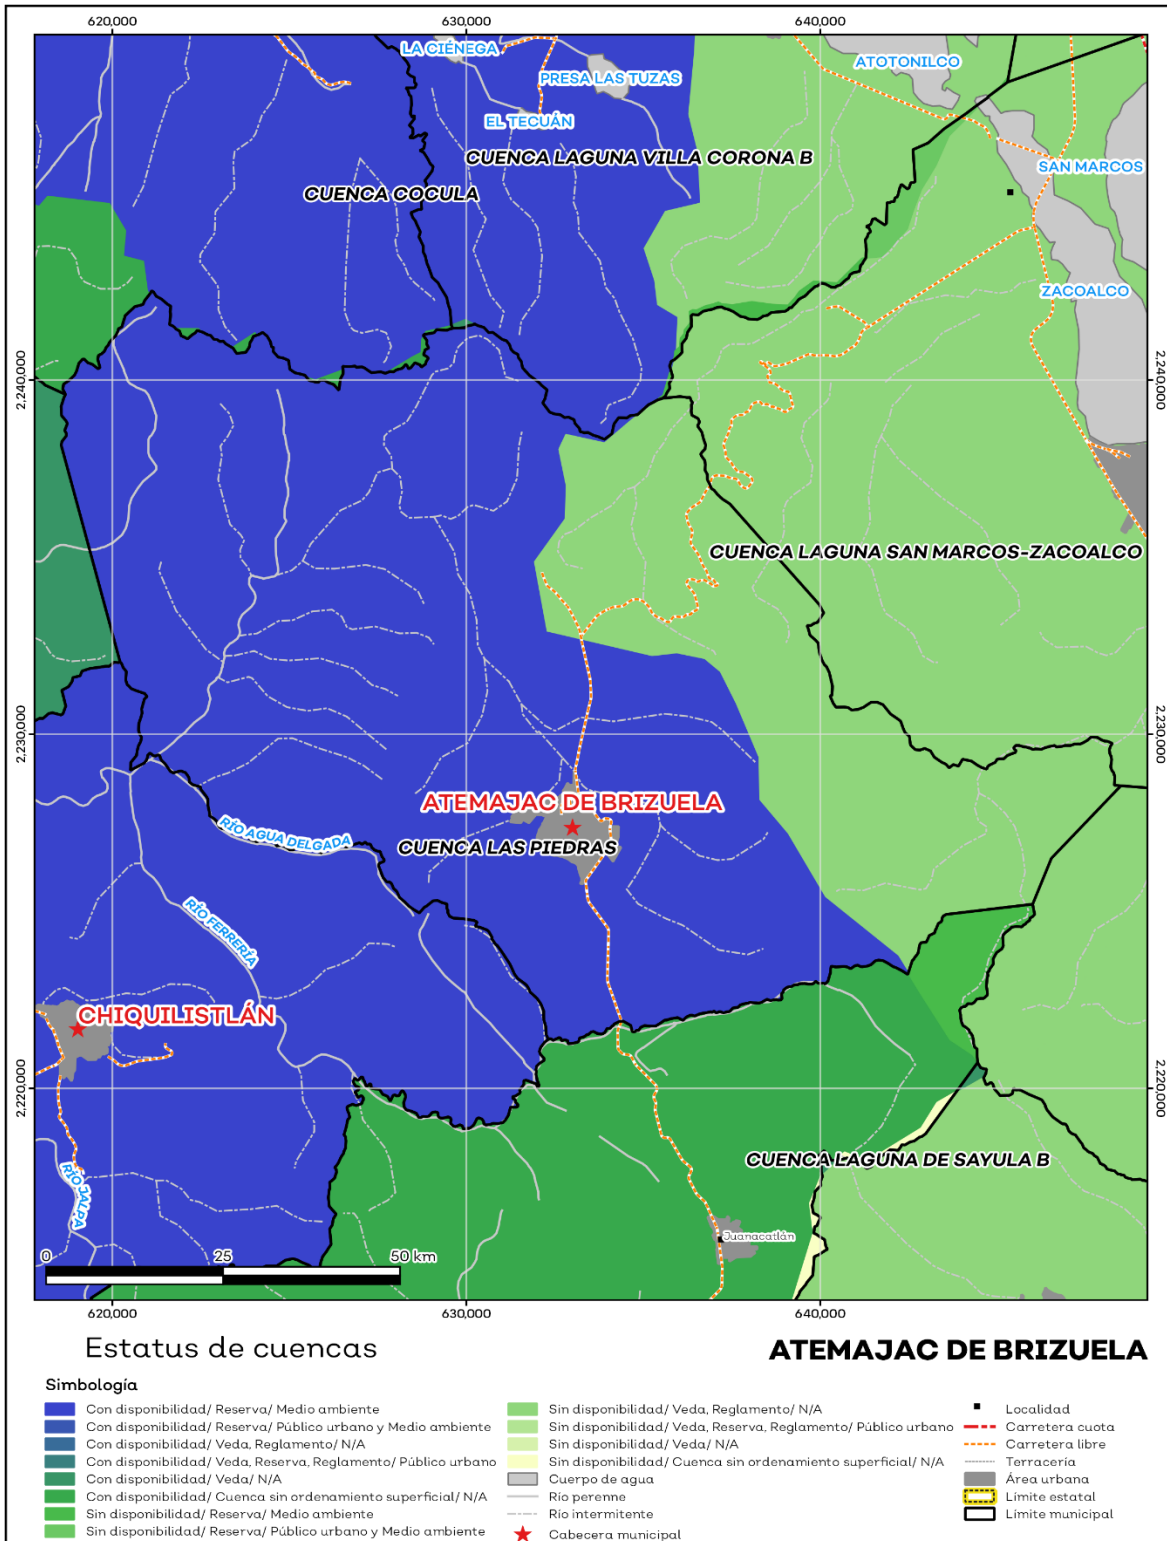 620,000
630,000
640,000
LA CIÉNEGA
ATOTONILCO
PRESA LAS TUZAS
EL TECUÁN
CUENCA LAGUNA VILLA CORONA B
SAN MARCOS
CUENCA COCULA
ZACOALCO
2,240,000
2,240,000
CUENCA LAGUNA SAN MARCOS-ZACOALCO
2,230,000
2,230,000
ATEMAJAC DE BRIZUELA
RÍO AGUA DELGADA
CUENCA LAS PIEDRAS
RÍO FERRERÍA
CHIQUILISTLÁN
2,220,000
2,220,000
CUENCA LAGUNA DE SAYULA B
RÍO JALPA
Juanacatlán
0
25
50 km
620,000
630,000
640,000
Estatus de cuencas
ATEMAJAC DE BRIZUELA
Simbología
Con disponibilidad/ Reserva/ Medio ambiente
Con disponibilidad/ Reserva/ Público urbano y Medio ambiente
Con disponibilidad/ Veda, Reglamento/ N/A
Con disponibilidad/ Veda, Reserva, Reglamento/ Público urbano
Con disponibilidad/ Veda/ N/A
Con disponibilidad/ Cuenca sin ordenamiento superficial/ N/A
Sin disponibilidad/ Reserva/ Medio ambiente
Sin disponibilidad/ Reserva/ Público urbano y Medio ambiente
Sin disponibilidad/ Veda, Reglamento/ N/A
Sin disponibilidad/ Veda, Reserva, Reglamento/ Público urbano
Sin disponibilidad/ Veda/ N/A
Sin disponibilidad/ Cuenca sin ordenamiento superficial/ N/A
Cuerpo de agua
Río perenne
Río intermitente
Cabecera municipal
Localidad
Carretera cuota
Carretera libre
Terracería
Área urbana
Límite estatal
Límite municipal